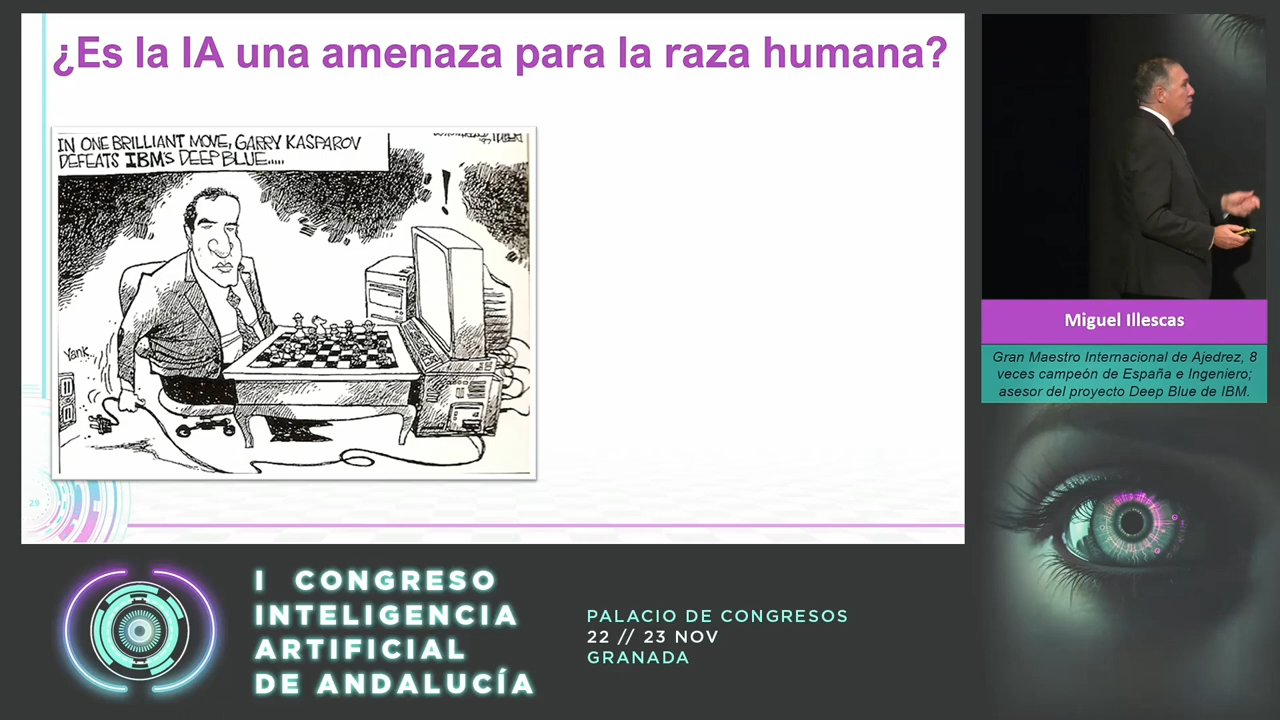 ¿Es la IA una amenaza para la raza humana?
IN ONE BRILLIANT MOVE, GARRY KASPAROV
DEFEATS IBM'S DEEP BLUE.....
!
Yank..
29
Miguel Illescas
Gran Maestro Internacional de Ajedrez, 8
veces campeón de España e Ingeniero;
asesor del proyecto Deep Blue de IBM.
I CONGRESO
INTELIGENCIA
ARTIFICIAL
DE ANDALUCÍA
PALACIO DE CONGRESOS
22 // 23 NOV
GRANADA